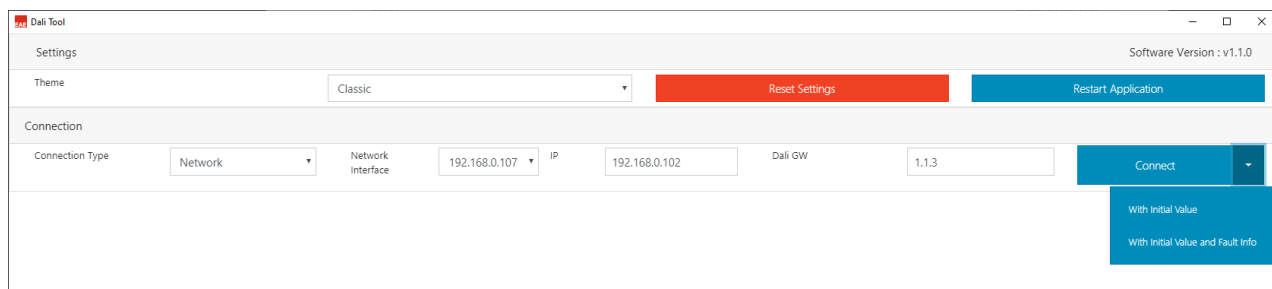 EAE Dali Tool
Settings Software Version : v1.1.0
Theme Classic Reset Settings Restart Application
Connection
Connection Type Network Network Interface 192.168.0.107 IP 192.168.0.102 Dali GW 1.1.3 Connect
With Initial Value
With Initial Value and Fault Info